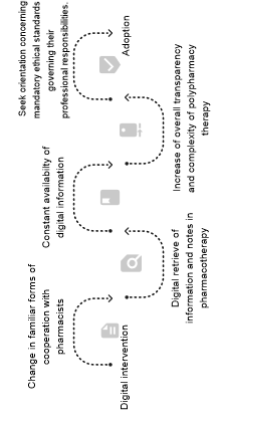 Change in familiar forms of
cooperation with
pharmacists
Constant availabilty of
digital information
Seek orientation concerning
mandatory ethical standards
governing their
professional responsibilities.
Digital intervention
Adoption
Digital retrieve of
information and notes in
pharmacotherapy
Increase of overall transparency
and complexity of polypharmacy
therapy